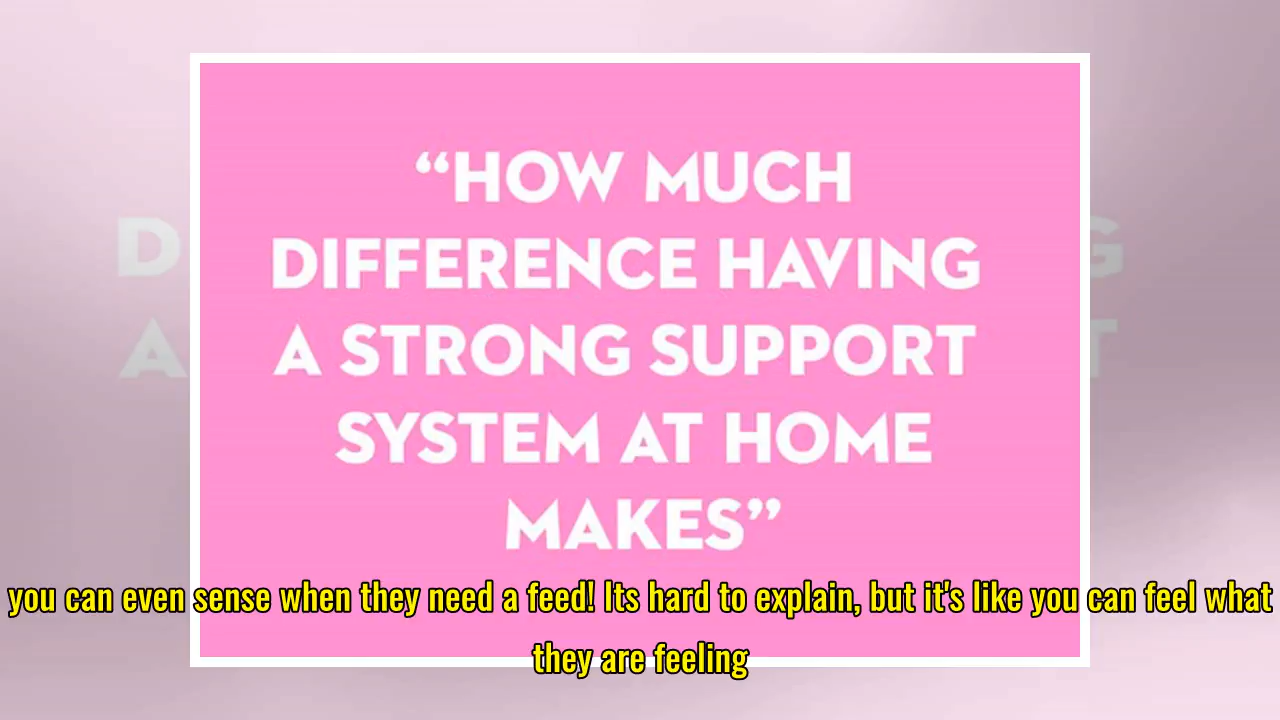 “HOW MUCH
DIFFERENCE HAVING
A STRONG SUPPORT
SYSTEM AT HOME
MAKES”
you can even sense when they need a feed! Its hard to explain, but it's like you can feel what
they are feeling